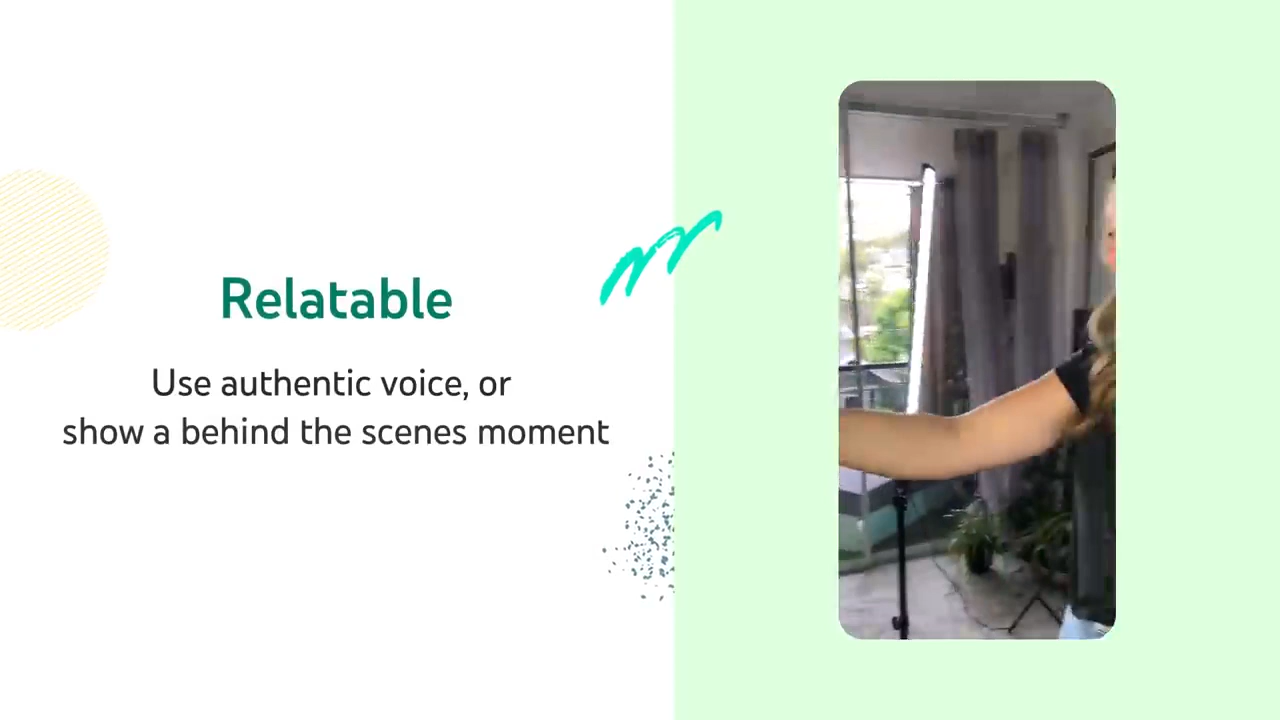 Relatable
Use authentic voice, or
show a behind the scenes moment